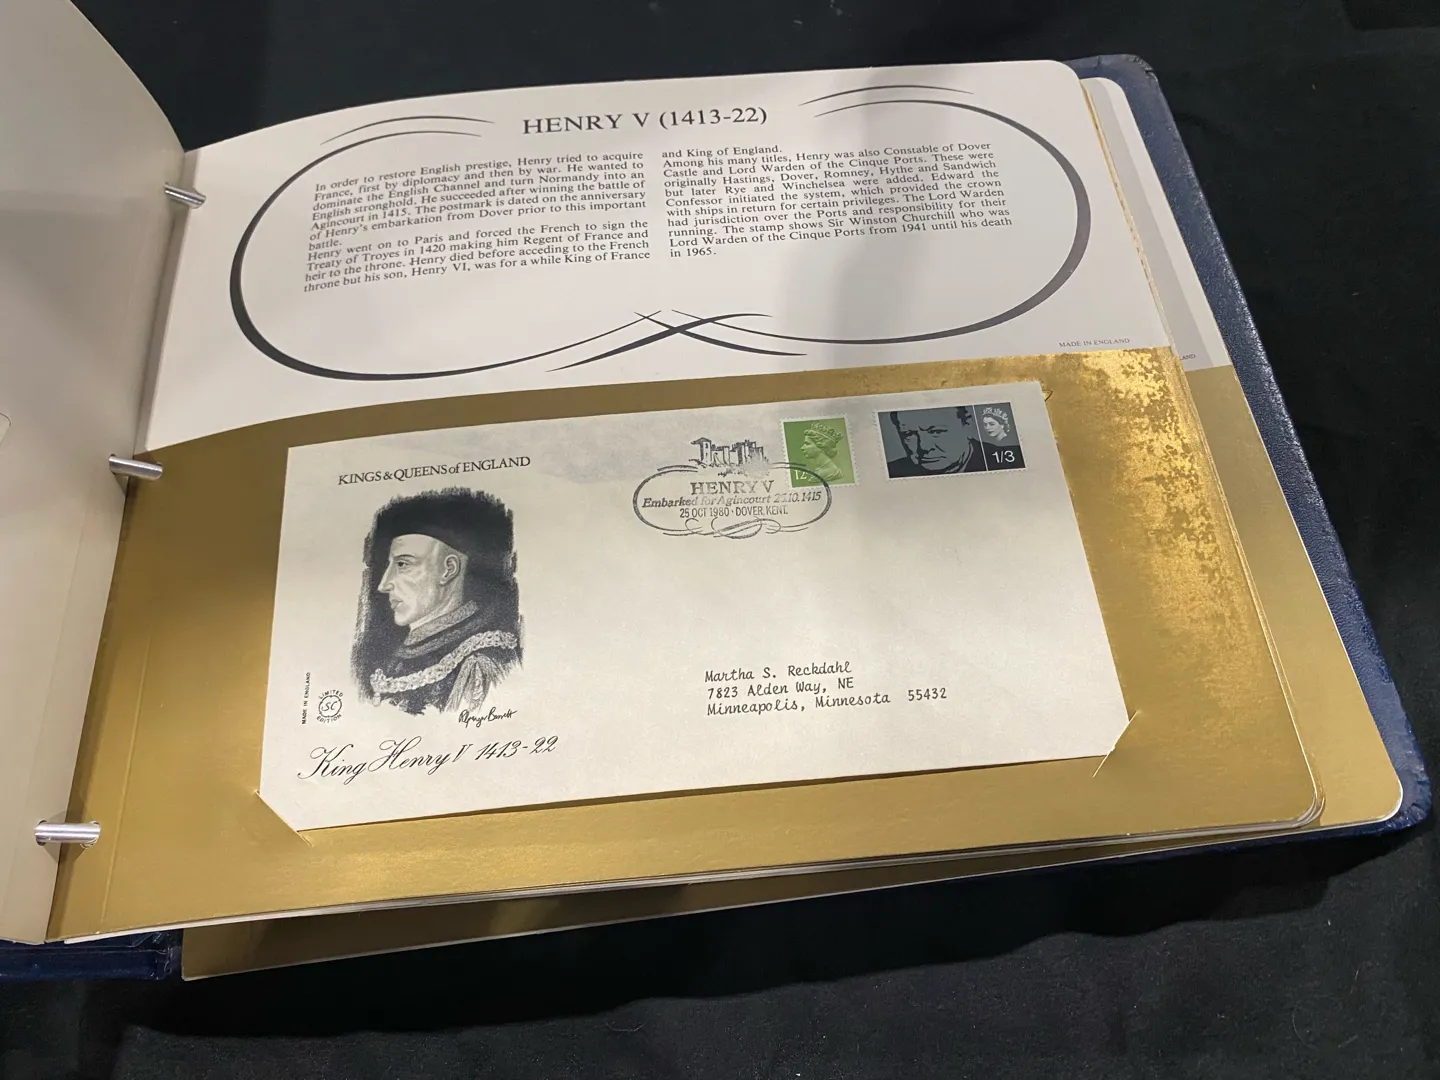 HENRY V (1413-22)
In order to restore English prestige, Henry tried to acquire
France, first by diplomacy and then by war. He wanted to
dominate the English Channel and turn Normandy into an
English stronghold. He succeeded after winning the battle of
Agincourt in 1415. The postmark is dated on the anniversary
of Henry's embarkation from Dover prior to this important
battle.
Henry went on to Paris and forced the French to sign the
Treaty of Troyes in 1420 making him Regent of France and
heir to the throne. Henry died before acceding to the French
throne but his son, Henry VI, was for a while King of France
and King of England.
Among his many titles, Henry was also Constable of Dover
Castle and Lord Warden of the Cinque Ports. These were
originally Hastings, Dover, Romney, Hythe and Sandwich
but later Rye and Winchelsea were added. Edward the
Confessor initiated the system, which provided the crown
with ships in return for certain privileges. The Lord Warden
had jurisdiction over the Ports and responsibility for their
running. The stamp shows Sir Winston Churchill who was
Lord Warden of the Cinque Ports from 1941 until his death
in 1965.
MADE IN ENGLAND
LAND
KINGS & QUEENS of ENGLAND
HENRY V
Embarked for Agincourt 10.1415
25 OCT 1980 · DOVER, KENT.
12
1/3
MADE IN ENGLAND
LIMITED
SC
EDITION
King Henry V 1413-22
Martha S. Reckdahl
7823 Alden Way, NE
Minneapolis, Minnesota 55432